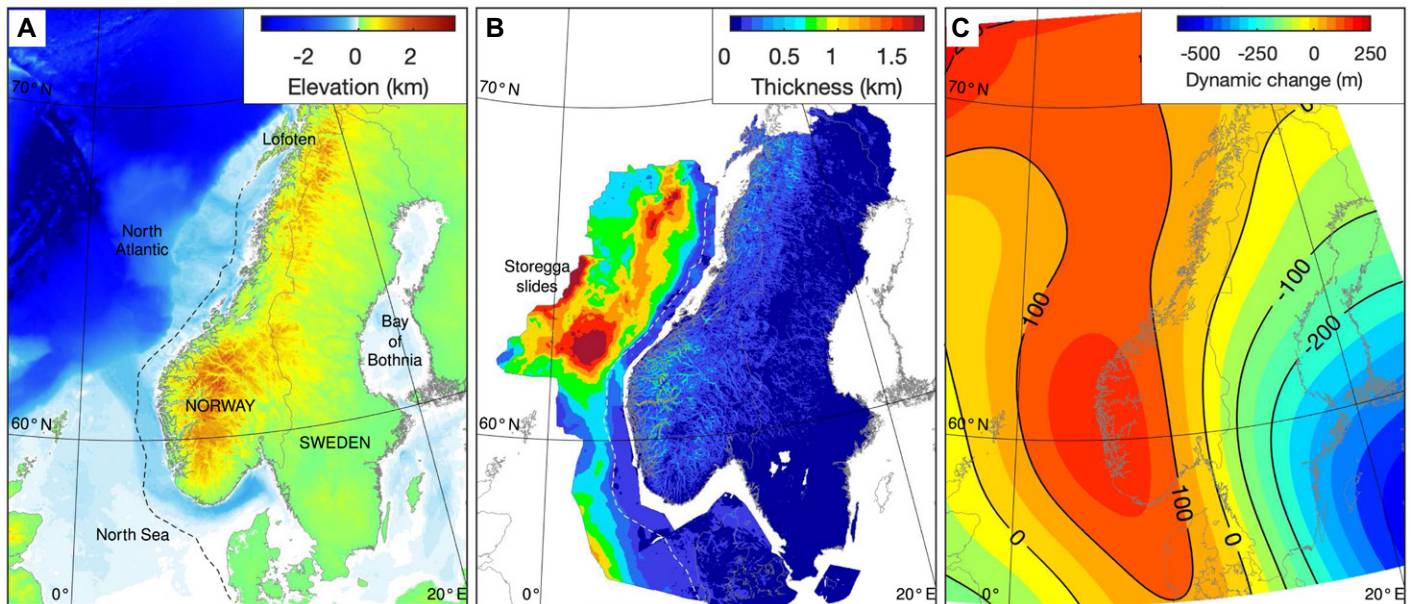 A
-2 0 2
Elevation (km)
70° N
Lofoten
North
Atlantic
Bay
of
Bothnia
NORWAY
60° N
SWEDEN
North Sea
0°
20° E
B
0 0.5 1 1.5
Thickness (km)
70° N
Storegga
slides
60° N
0°
20° E
C
-500 -250 0 250
Dynamic change (m)
70° N
0
100
-100
-200
60° N
100
0
0
0°
20° E